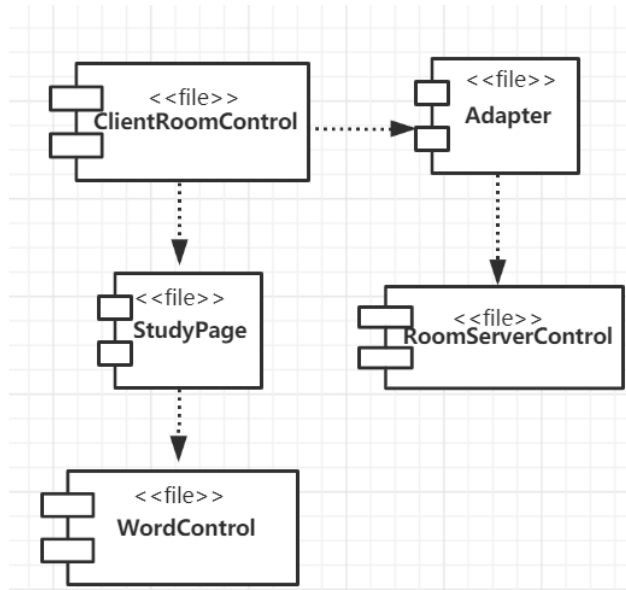 <<file>>
ClientRoomControl
<<file>>
Adapter
<<file>>
StudyPage
<<file>>
RoomServerControl
<<file>>
WordControl